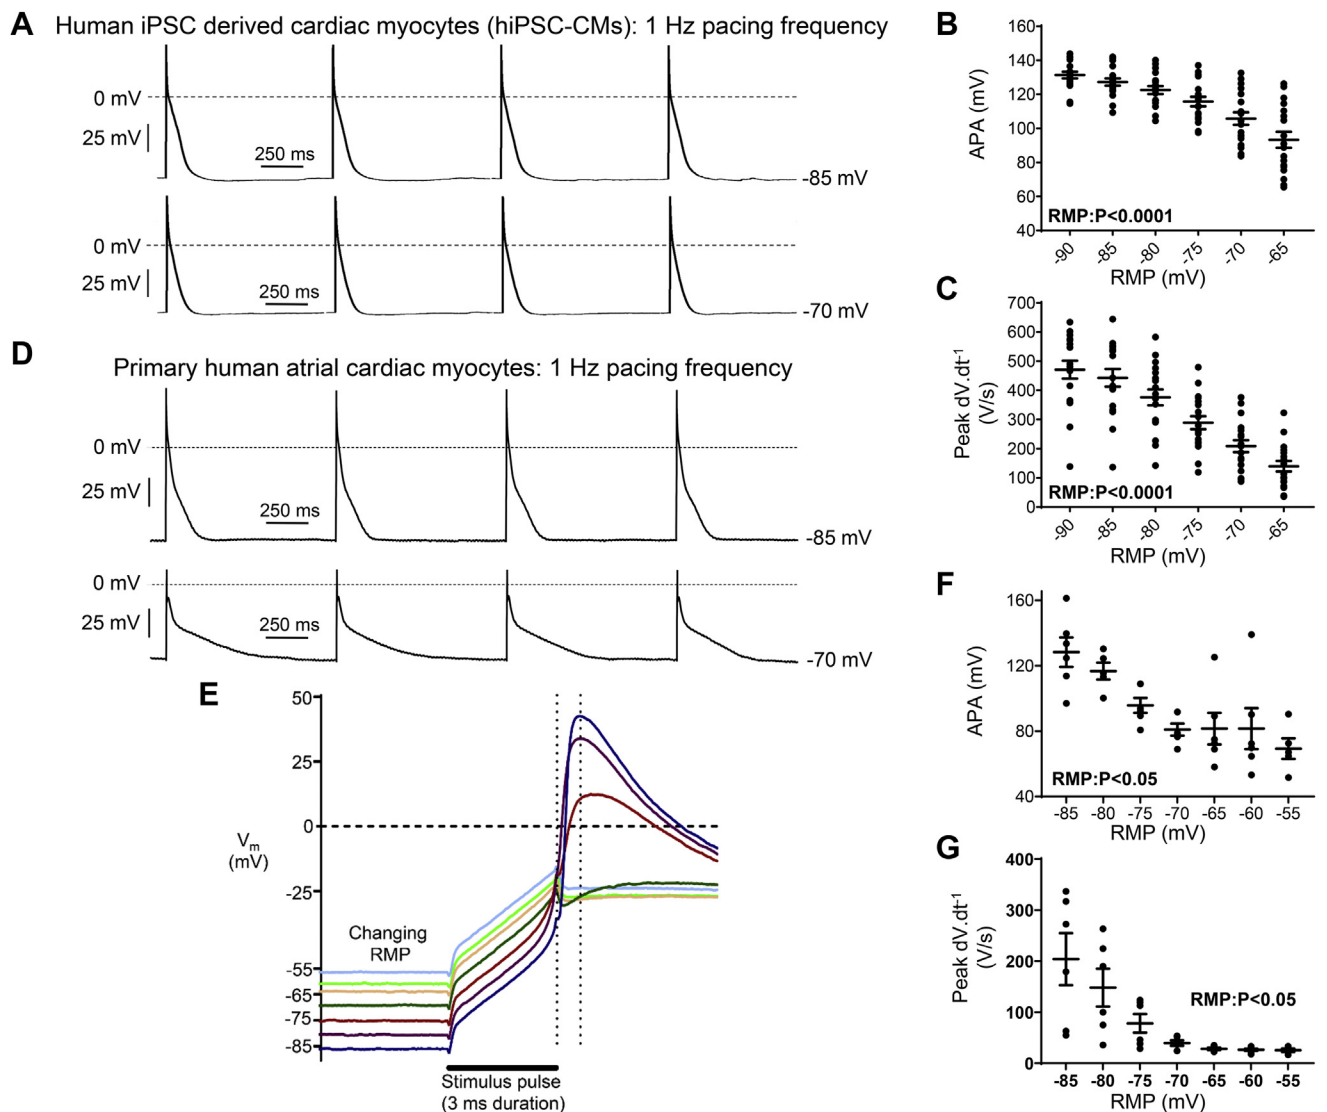 A
Human iPSC derived cardiac myocytes (hiPSC-CMs): 1 Hz pacing frequency
0 mV
25 mV
250 ms
-85 mV
0 mV
25 mV
250 ms
-70 mV
B
APA (mV)
160
140
120
100
80
60
40
RMP:P<0.0001
-90
-85
-80
-75
-70
-65
RMP (mV)
C
Peak dV.dt⁻¹
(V/s)
700
600
500
400
300
200
100
0
RMP:P<0.0001
-90
-85
-80
-75
-70
-65
RMP (mV)
D
Primary human atrial cardiac myocytes: 1 Hz pacing frequency
0 mV
25 mV
250 ms
-85 mV
0 mV
25 mV
250 ms
-70 mV
E
50
25
0
-25
-55
-65
-75
-85
Vm
(mV)
Changing
RMP
Stimulus pulse
(3 ms duration)
F
APA (mV)
160
120
80
40
RMP:P<0.05
-85
-80
-75
-70
-65
-60
-55
RMP (mV)
G
Peak dV.dt⁻¹
(V/s)
400
300
200
100
0
RMP:P<0.05
-85
-80
-75
-70
-65
-60
-55
RMP (mV)